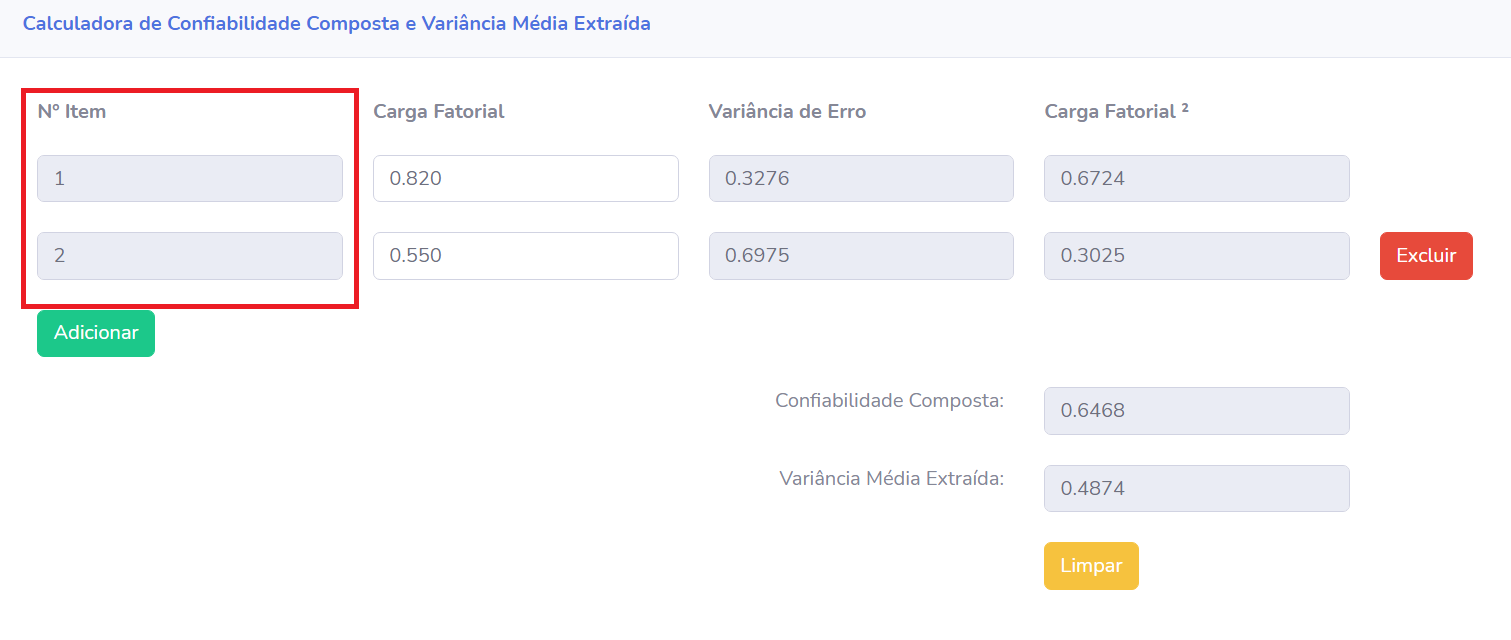 Calculadora de Confiabilidade Composta e Variância Média Extraída
Nº Item Carga Fatorial Variância de Erro Carga Fatorial ²
1 0.820 0.3276 0.6724
2 0.550 0.6975 0.3025 Excluir
Adicionar
Confiabilidade Composta: 0.6468
Variância Média Extraída: 0.4874
Limpar